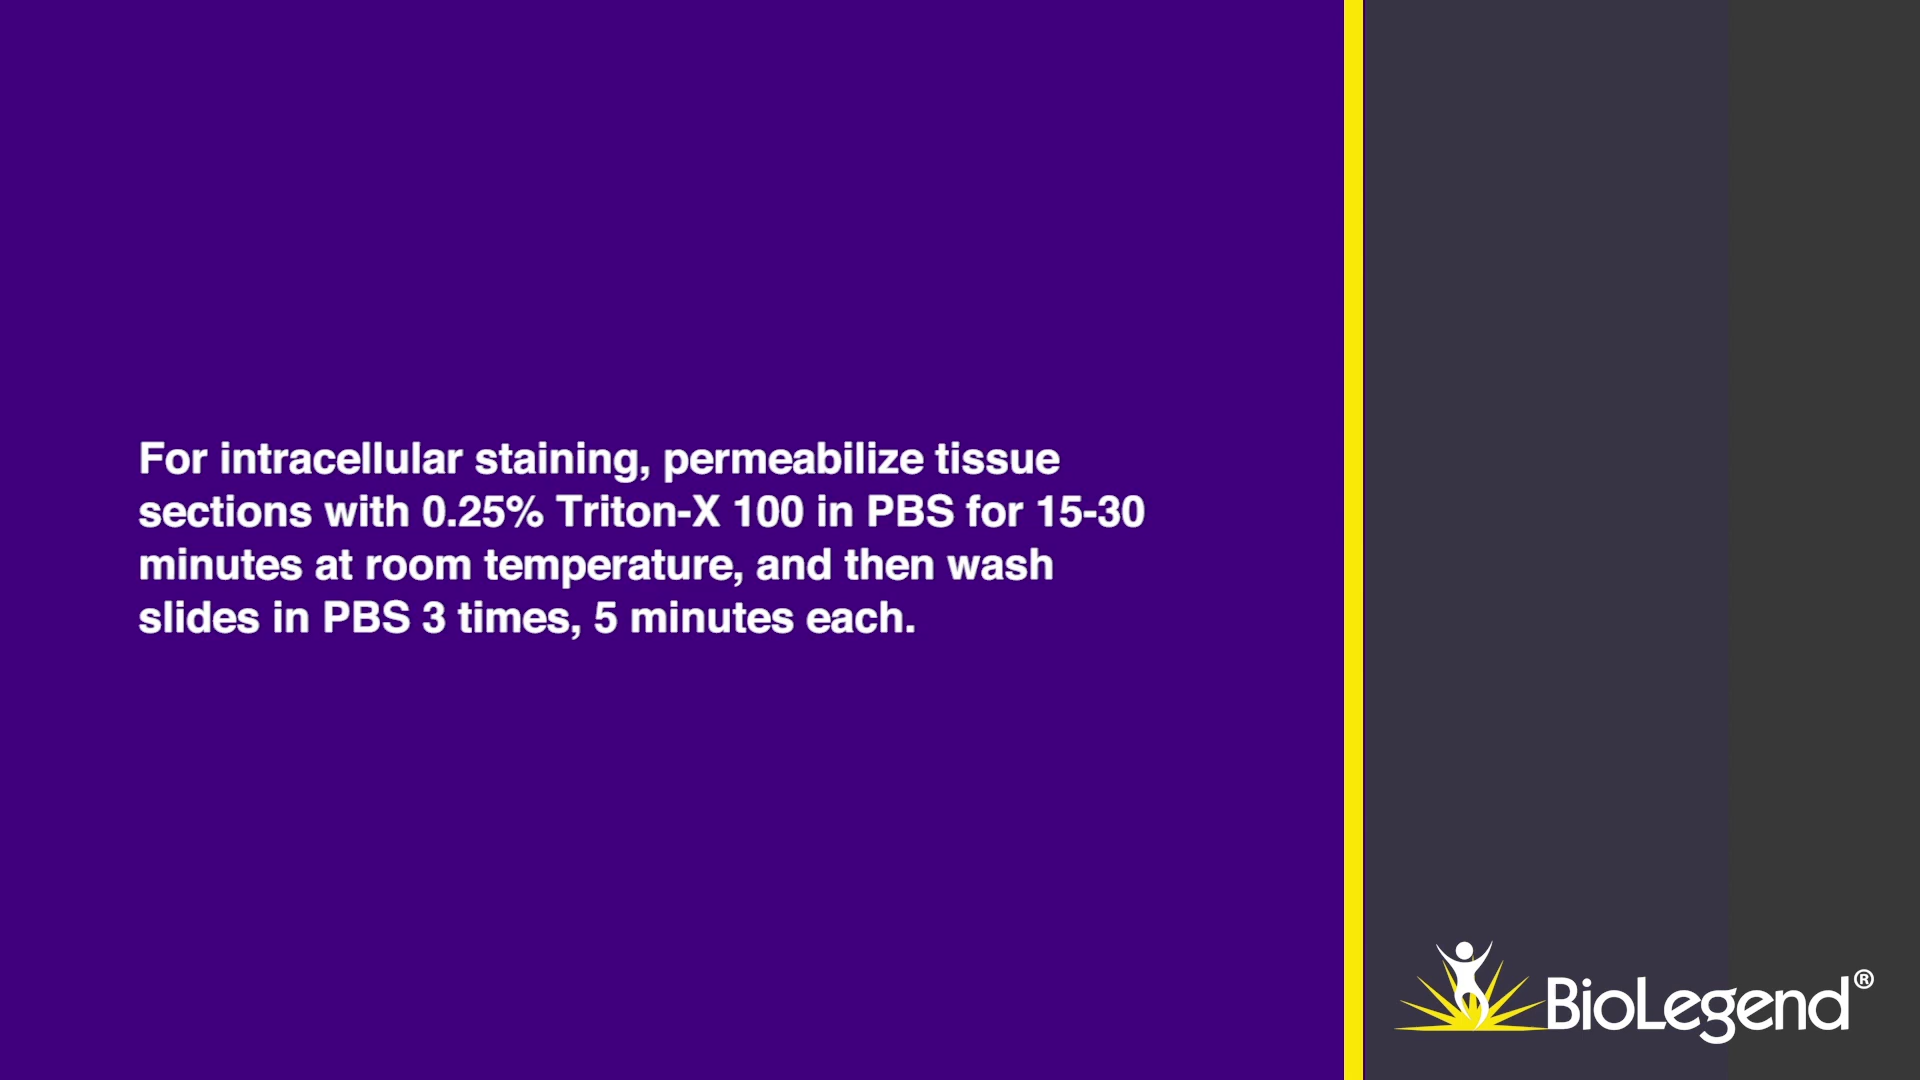 For intracellular staining, permeabilize tissue
sections with 0.25% Triton-X 100 in PBS for 15-30
minutes at room temperature, and then wash
slides in PBS 3 times, 5 minutes each.
BioLegend®